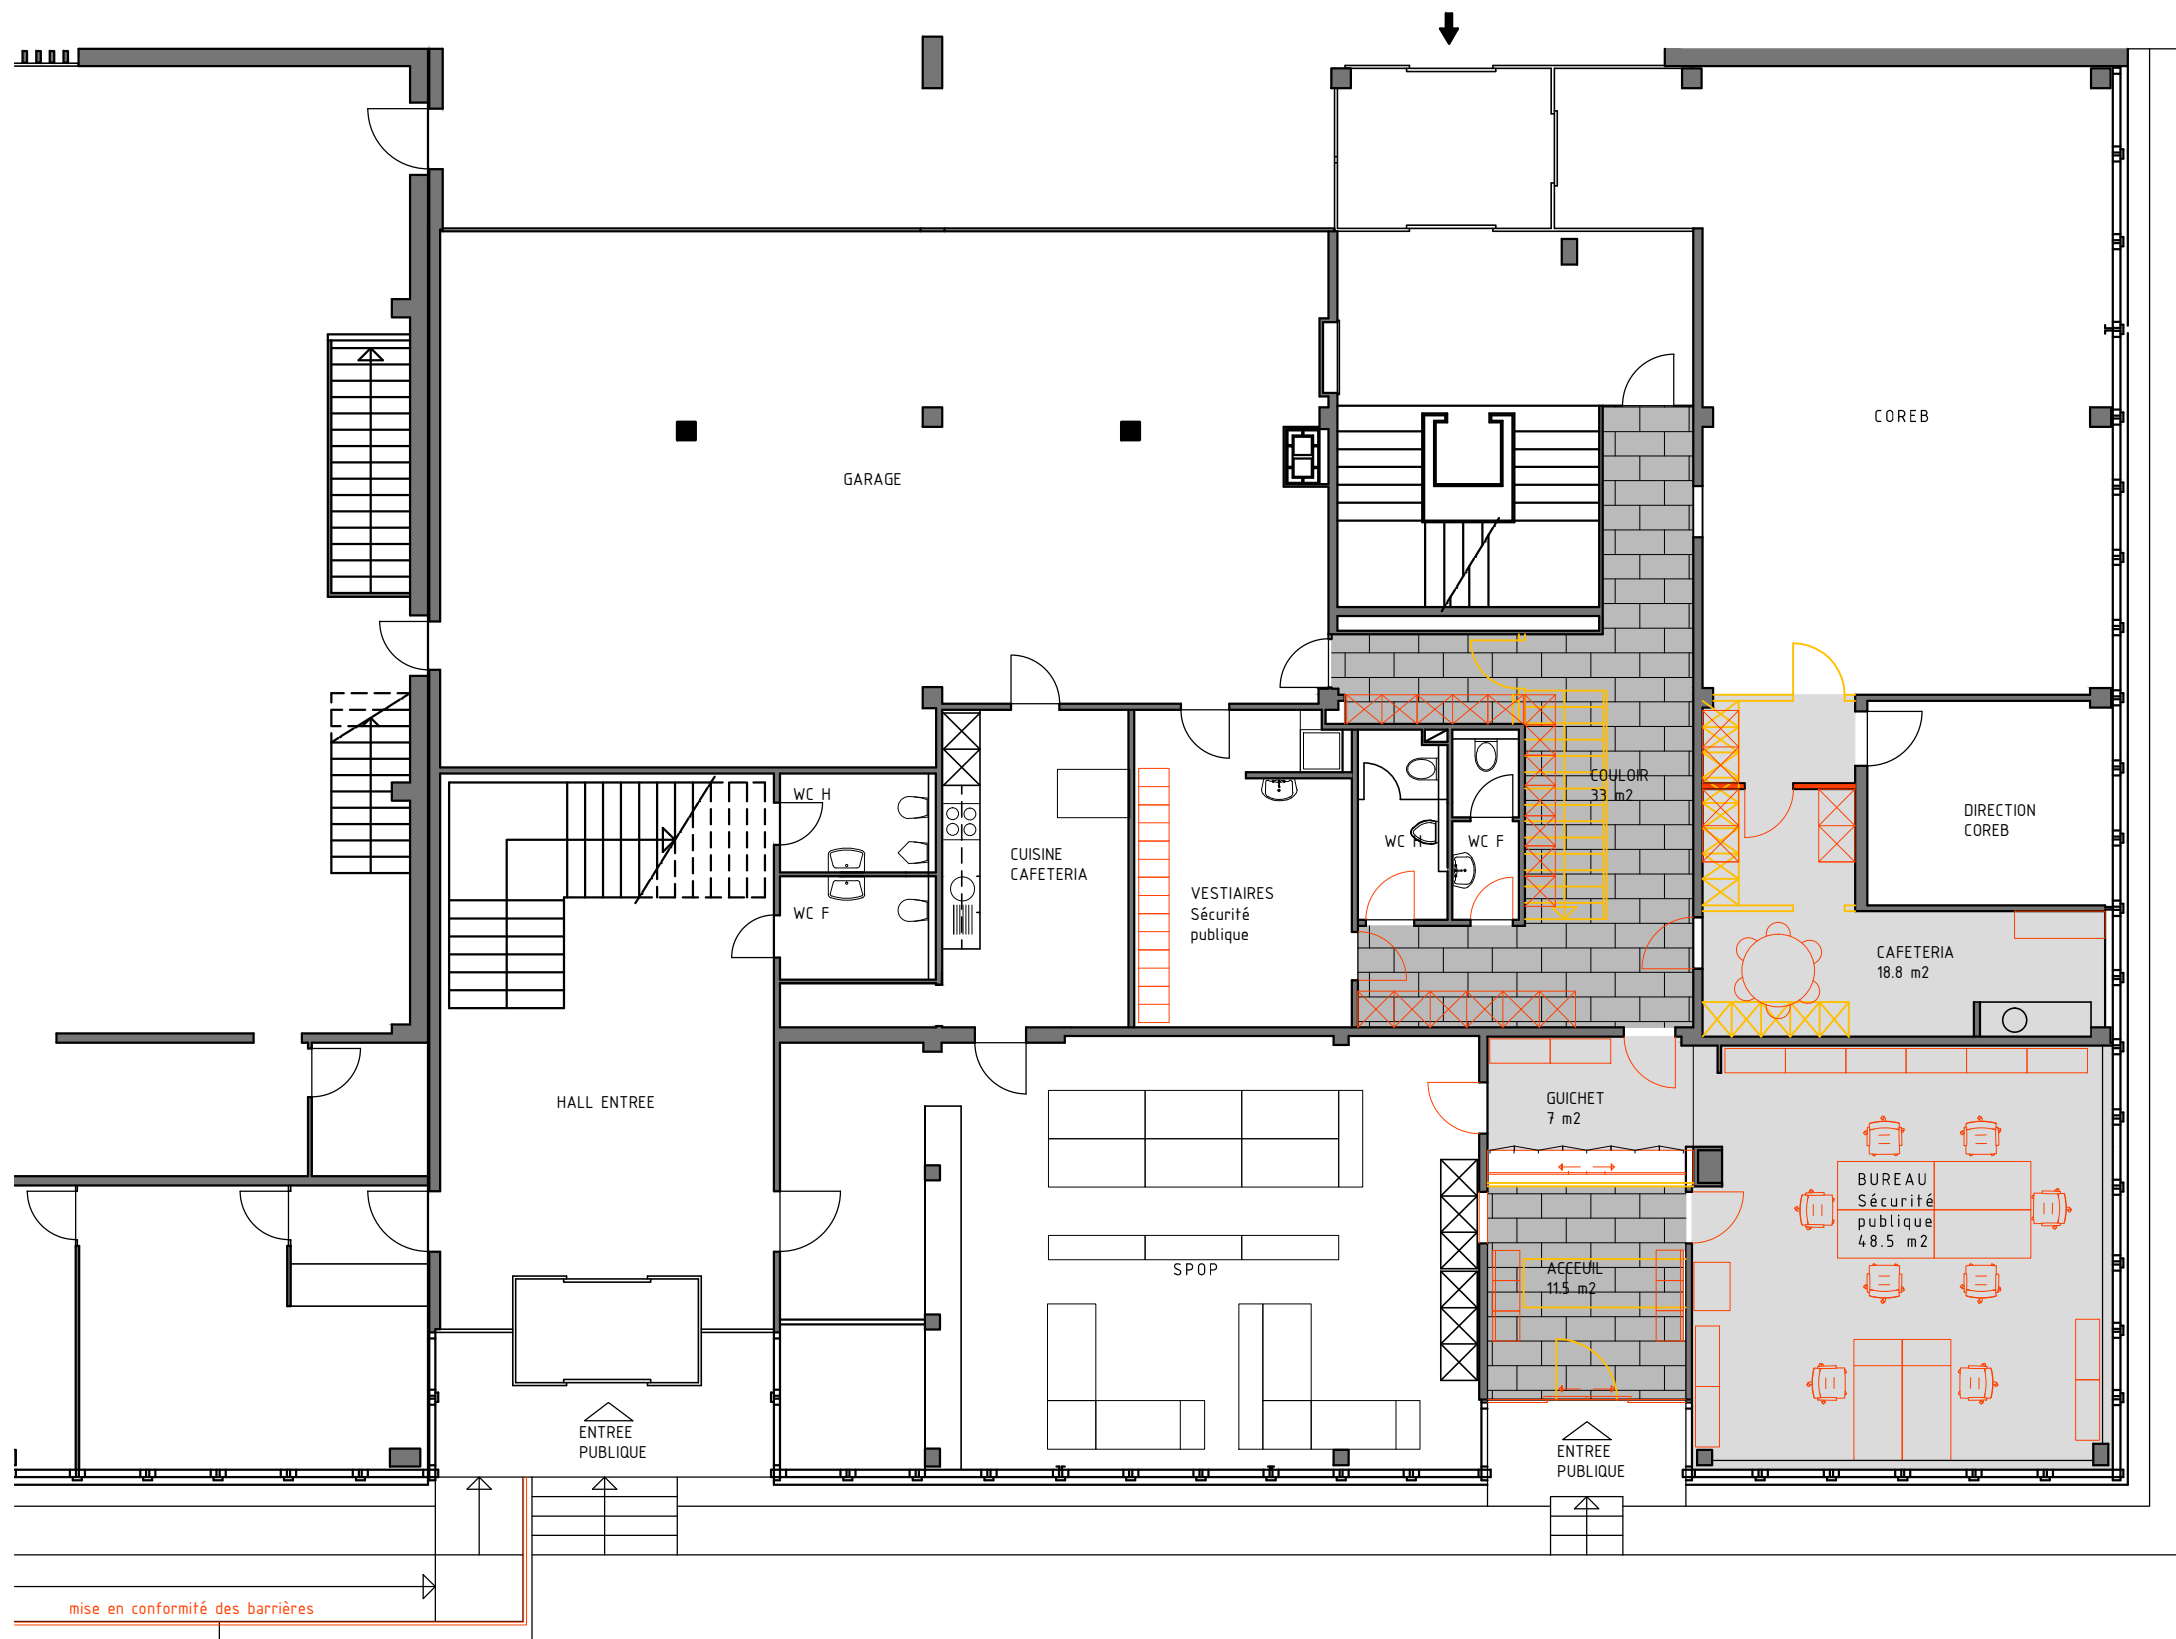 COREB
GARAGE
COULOIR
33 m2
WC H
DIRECTION
COREB
CUISINE
CAFETERIA
WC H
WC F
VESTIAIRES
Sécurité
publique
WC F
CAFETERIA
18.8 m2
HALL ENTREE
GUICHET
7 m2
BUREAU
Sécurité
publique
48.5 m2
SPOP
ACCEUIL
11.5 m2
ENTREE
PUBLIQUE
ENTREE
PUBLIQUE
mise en conformité des barrières